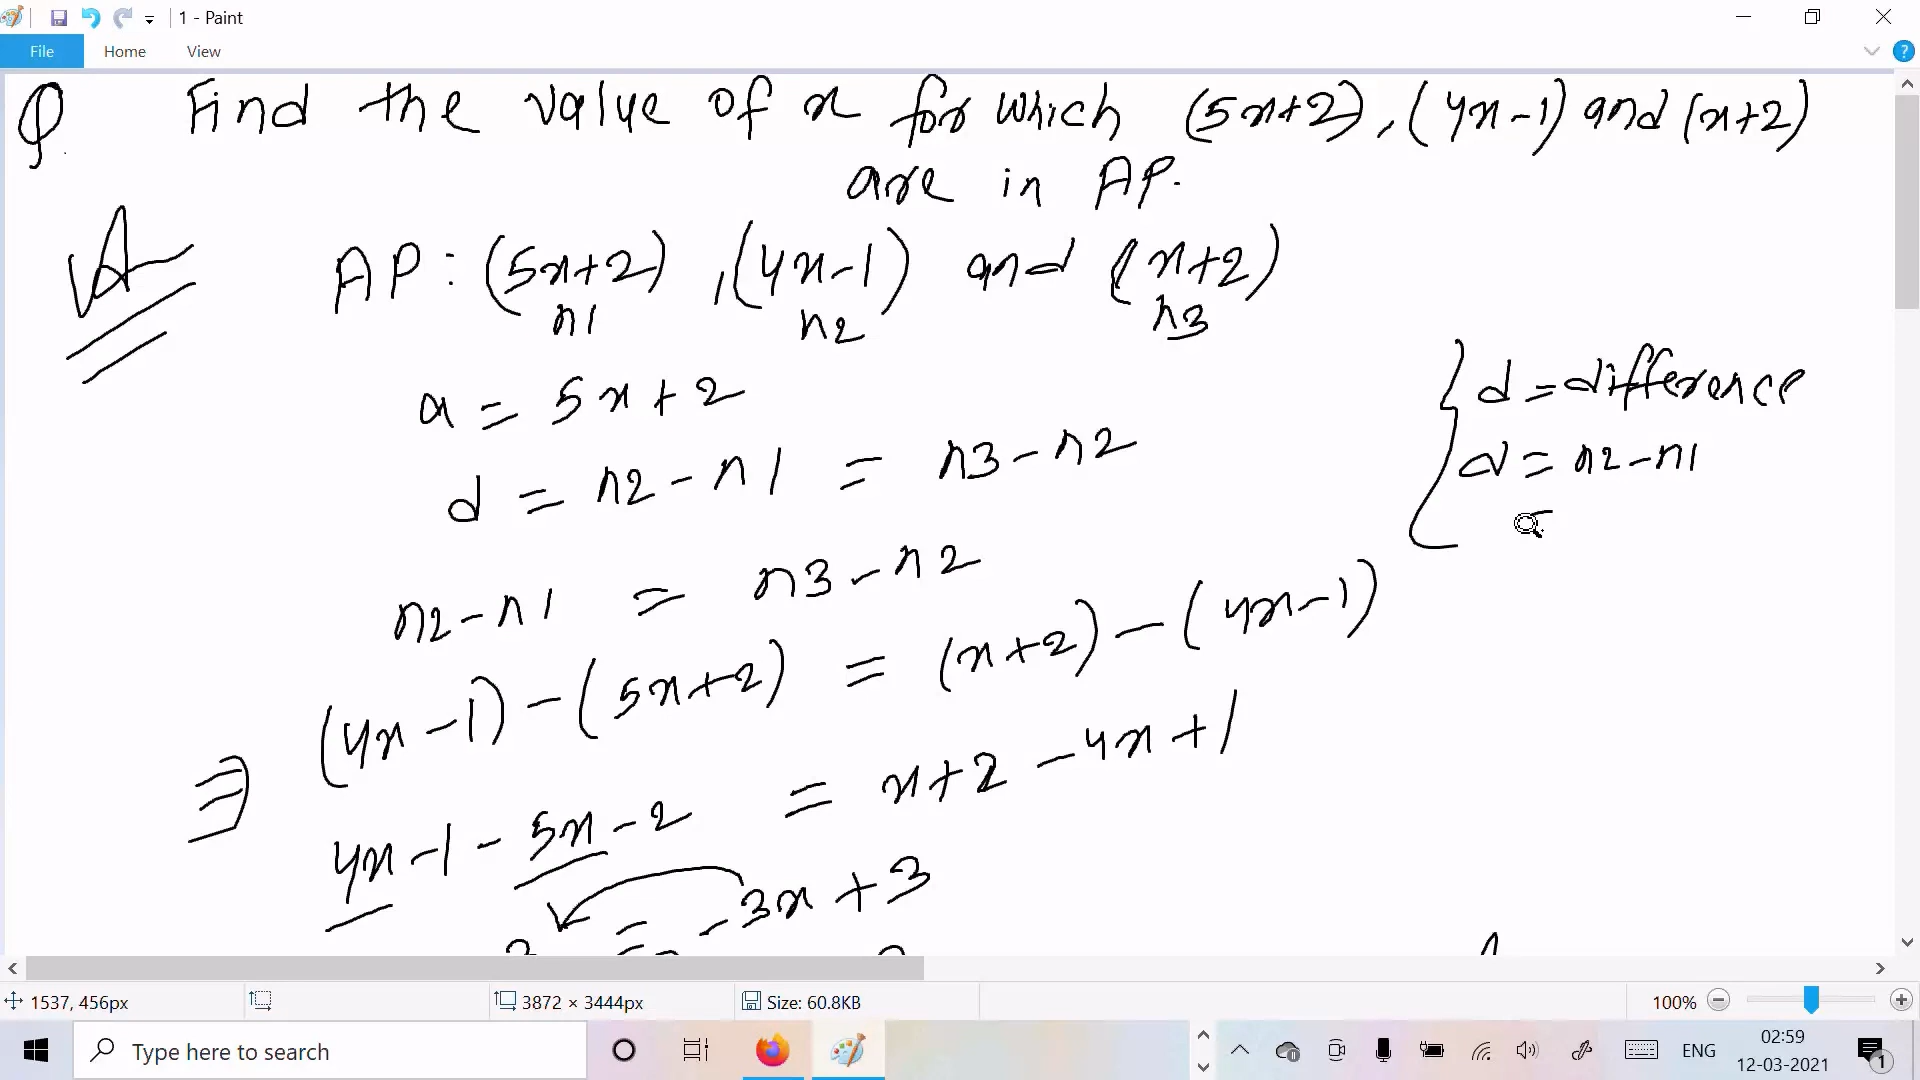 1 - Paint
File Home View
Q. Find the value of x for which (5x+2), (4x-1) and (x+2)
are in AP.
A
AP : (5x+2), (4x-1) and (x+2)
n1 n2 n3
a = 5x+2
d = difference
d = n2-n1 = n3-n2
d = n2-n1
n2-n1 = n3-n2
(4x-1)-(5x+2) = (x+2)-(4x-1)
⇒ 4x-1-5x-2 = x+2-4x+1
= -3x+3
1537, 456px 3872 × 3444px Size: 60.8KB 100%
Type here to search
ENG
02:59
12-03-2021
1